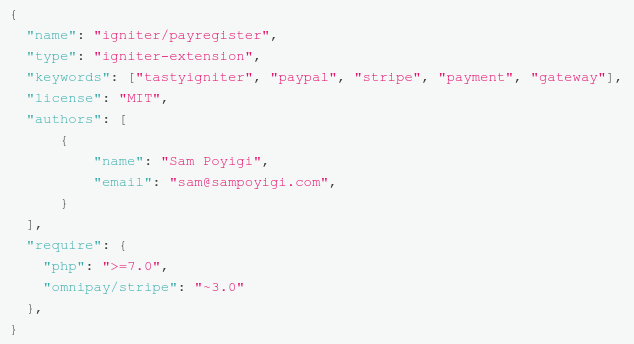 {
  "name": "igniter/payregister",
  "type": "igniter-extension",
  "keywords": ["tastyigniter", "paypal", "stripe", "payment", "gateway"],
  "license": "MIT",
  "authors": [
      {
          "name": "Sam Poyigi",
          "email": "sam@sampoyigi.com",
      }
  ],
  "require": {
    "php": ">=7.0",
    "omnipay/stripe": "~3.0"
  },
}